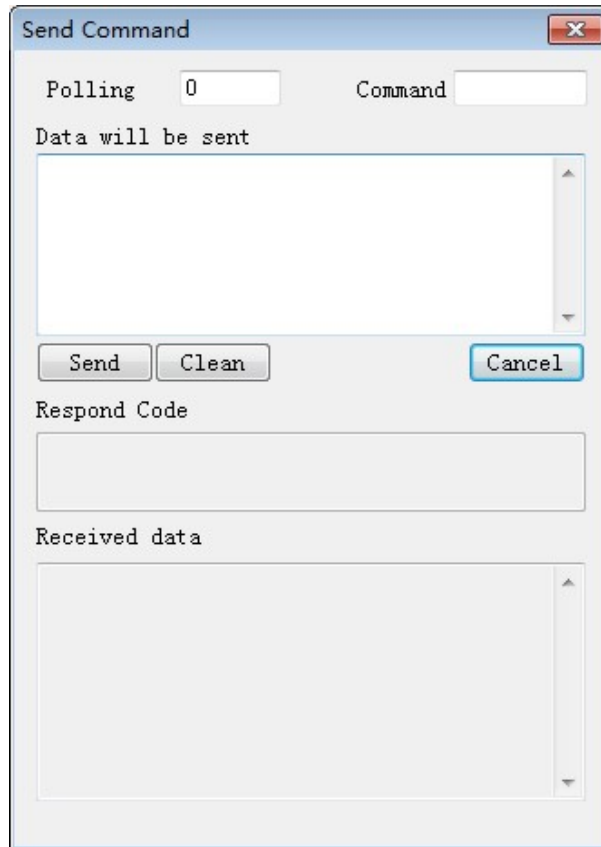 Send Command
Polling 0 Command
Data will be sent
Send Clean Cancel
Respond Code
Received data